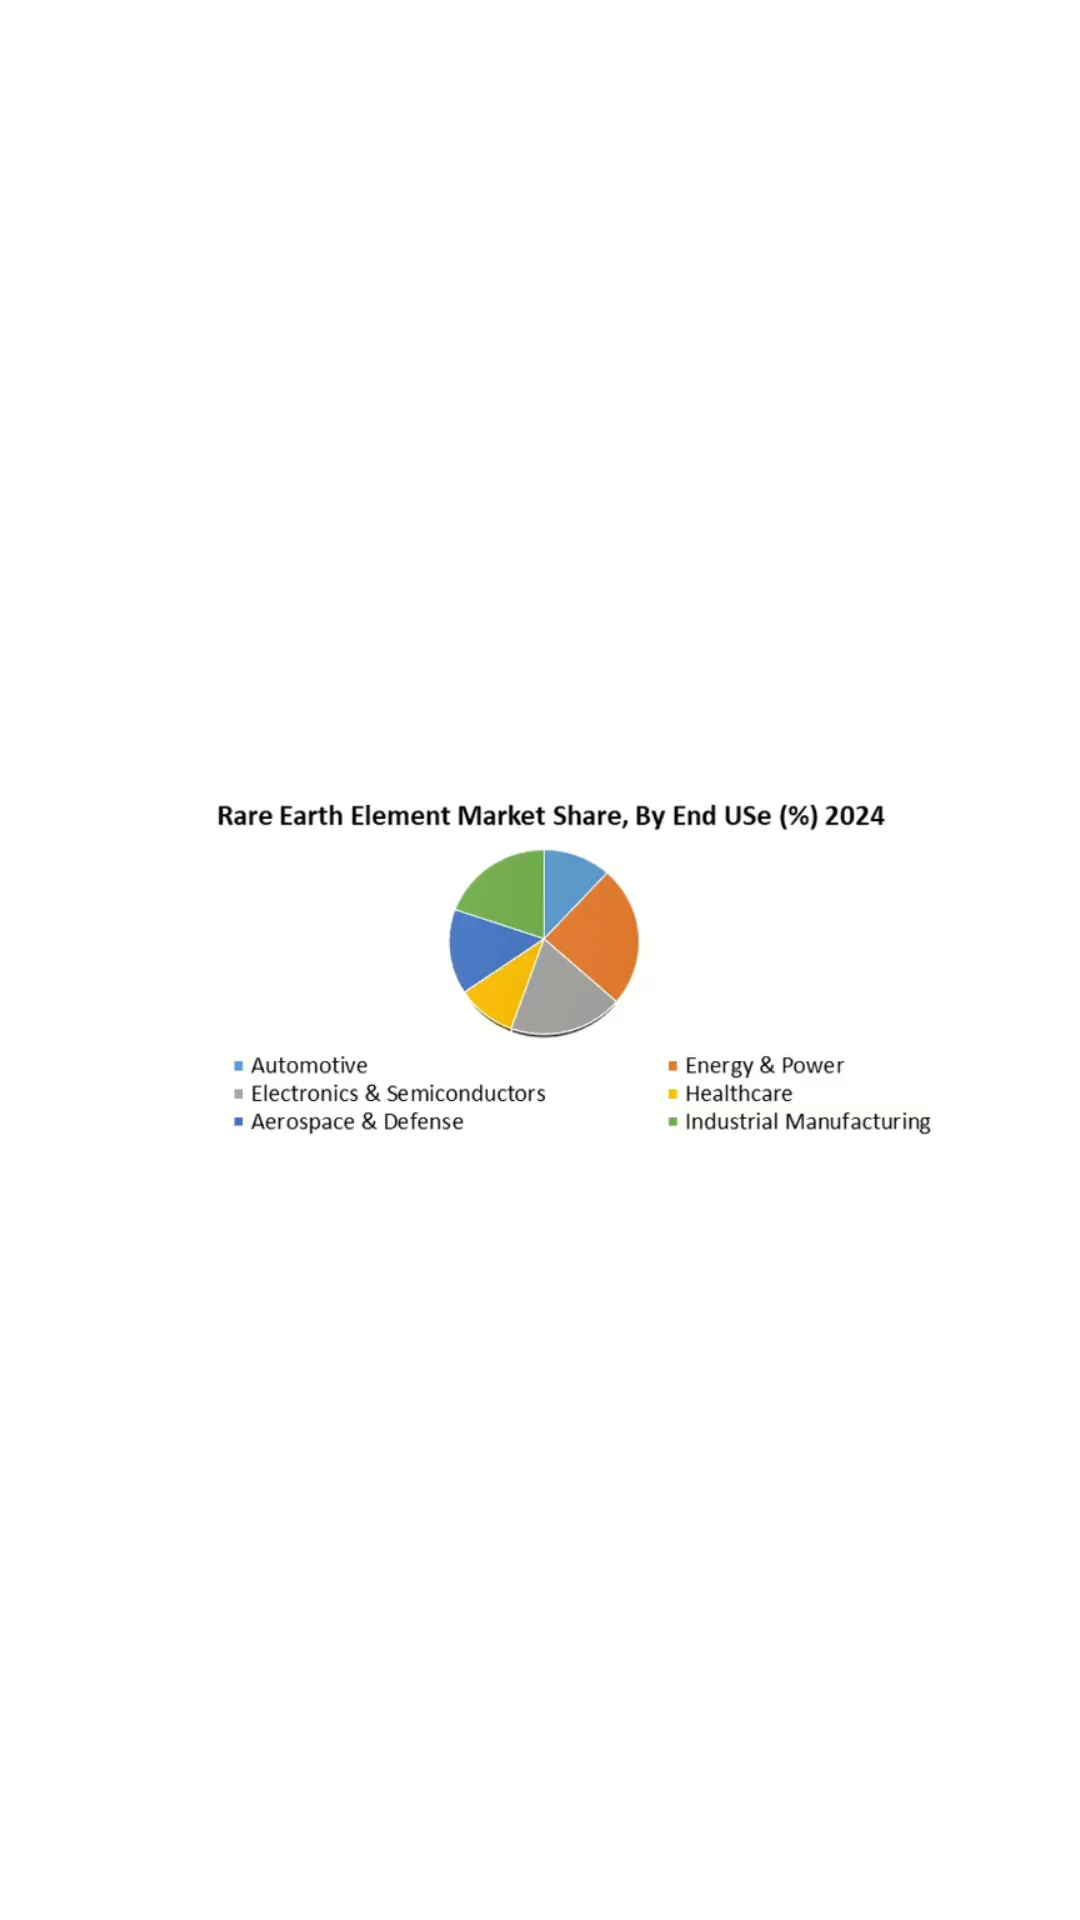 Rare Earth Element Market Share, By End USe (%) 2024
Automotive
Energy & Power
Electronics & Semiconductors
Healthcare
Aerospace & Defense
Industrial Manufacturing